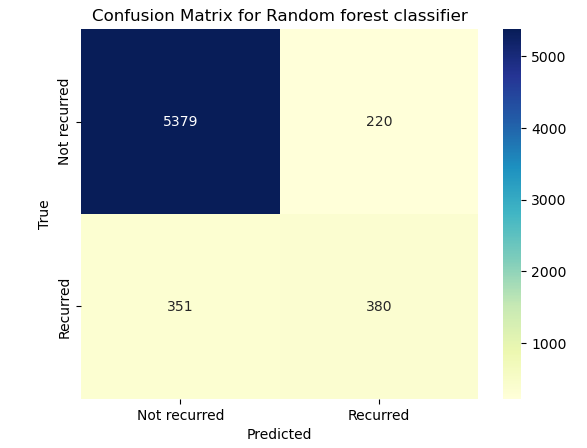 Confusion Matrix for Random forest classifier
True
Not recurred
Recurred
5379
220
351
380
Not recurred
Recurred
Predicted
5000
4000
3000
2000
1000